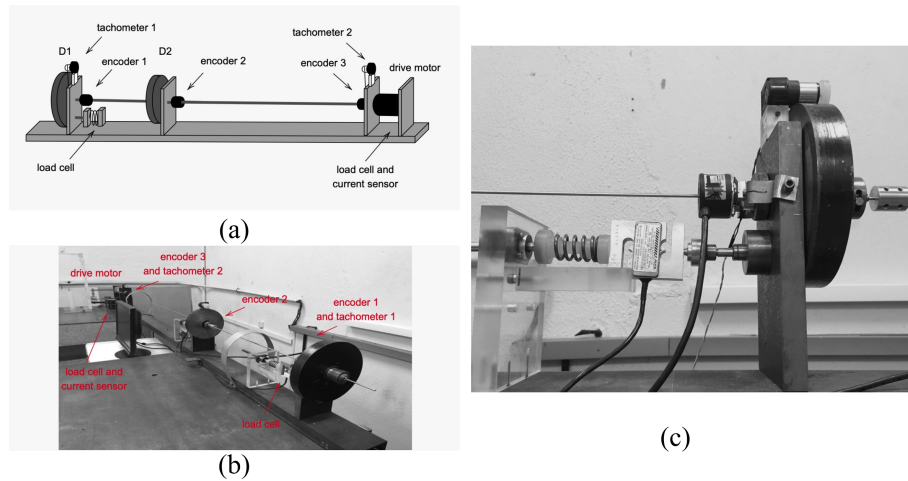 tachometer 1
D1
encoder 1
D2
encoder 2
tachometer 2
encoder 3
drive motor
load cell
load cell and
current sensor
(a)
drive motor
encoder 3
and tachometer 2
encoder 2
encoder 1
and tachometer 1
load cell and
current sensor
load cell
(b)
(c)